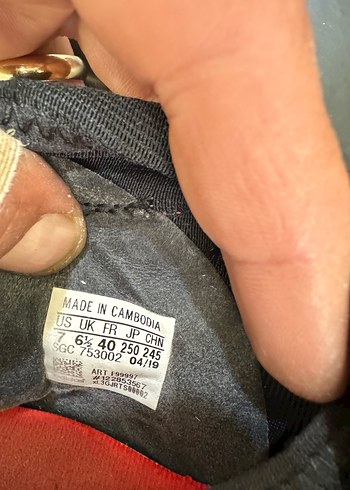 MADE IN CAMBODIA
US UK FR JP CHN
7 6½ 40 250 245
SGC 753002 04/19
ART F99997
#122853567